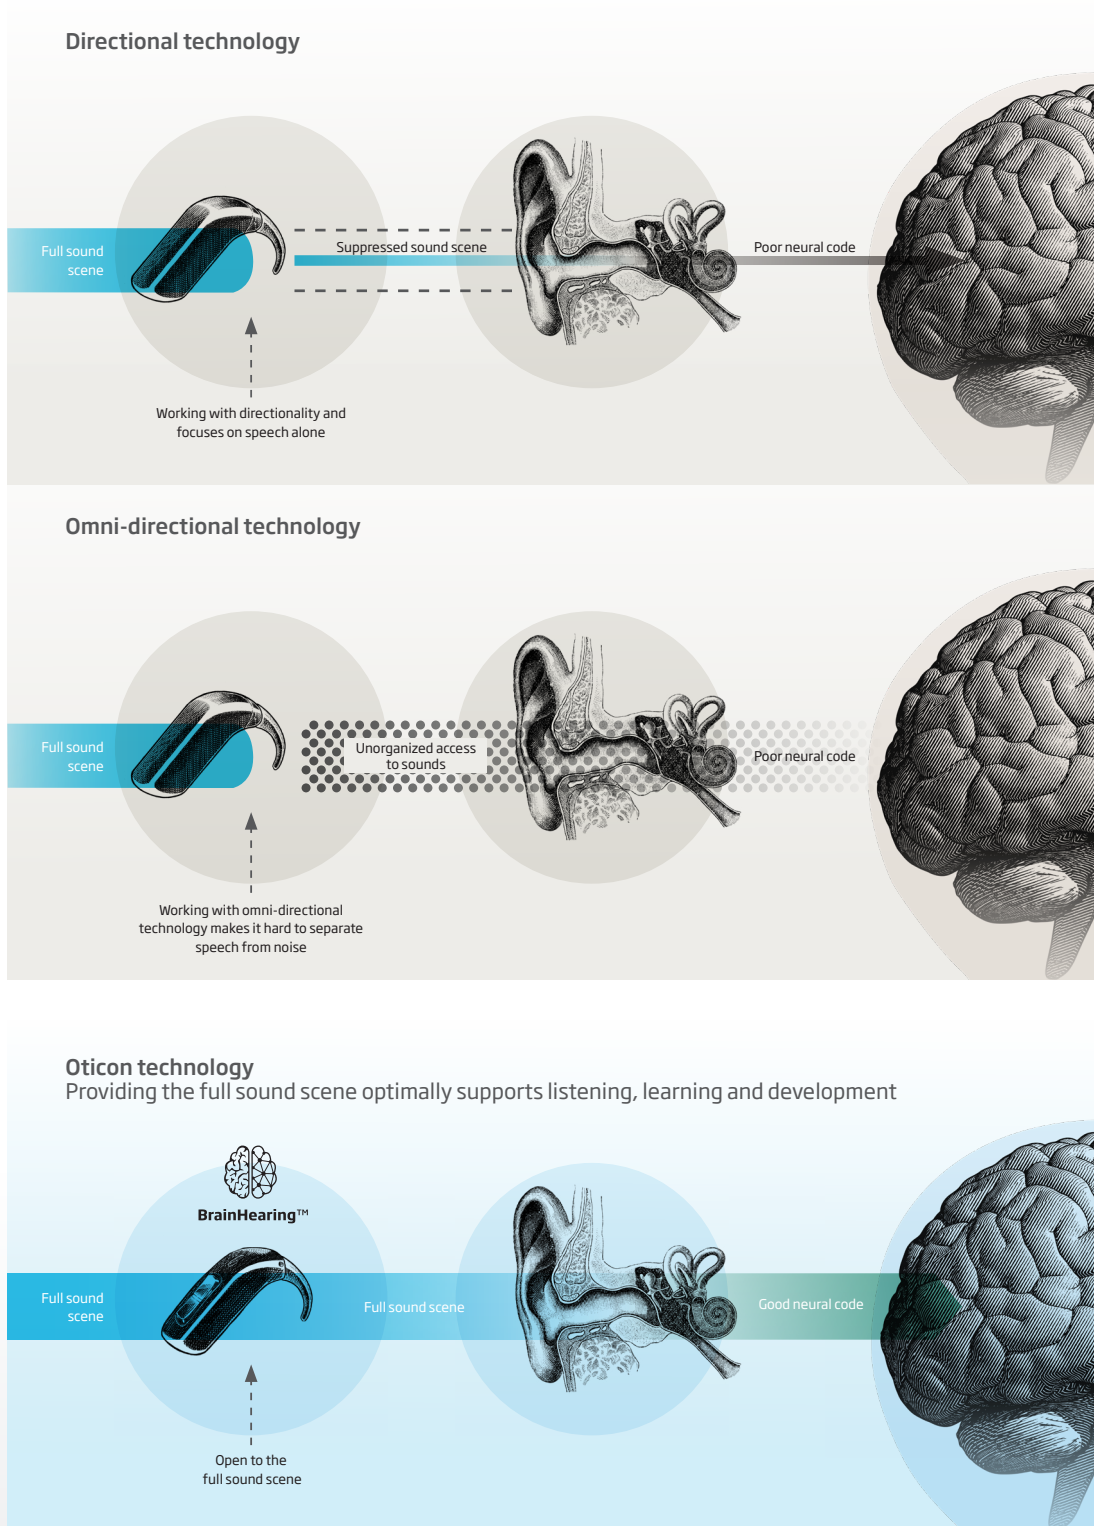 Directional technology
Full sound
scene
Suppressed sound scene
Poor neural code
Working with directionality and
focuses on speech alone
Omni-directional technology
Full sound
scene
Unorganized access
to sounds
Poor neural code
Working with omni-directional
technology makes it hard to separate
speech from noise
Oticon technology
Providing the full sound scene optimally supports listening, learning and development
BrainHearing™
Full sound
scene
Full sound scene
Good neural code
Open to the
full sound scene